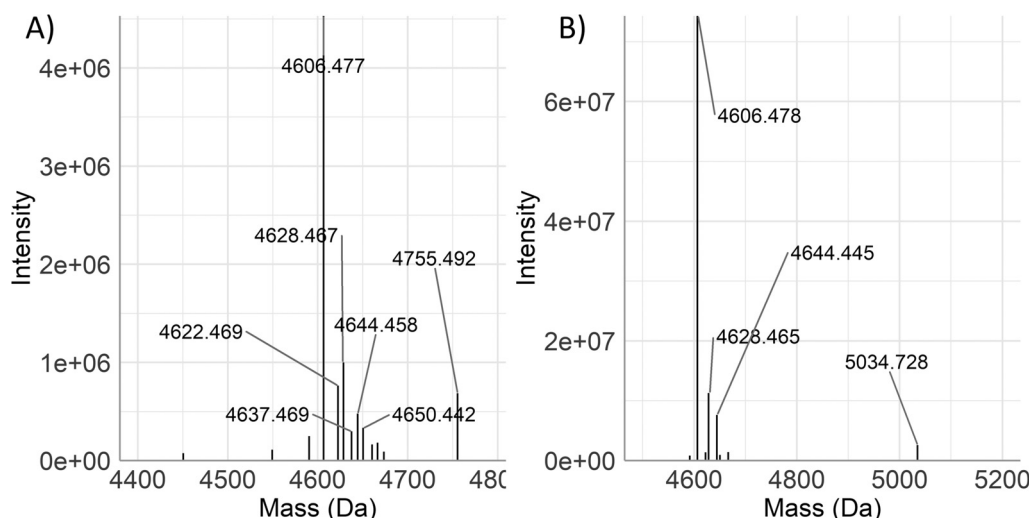 A)
B)
4606.477
4628.467
4755.492
4622.469
4644.458
4637.469
4650.442
4e+06
3e+06
2e+06
1e+06
0e+00
Intensity
4400
4500
4600
4700
480
Mass (Da)
4606.478
4644.445
4628.465
5034.728
6e+07
4e+07
2e+07
0e+00
Intensity
4600
4800
5000
5200
Mass (Da)